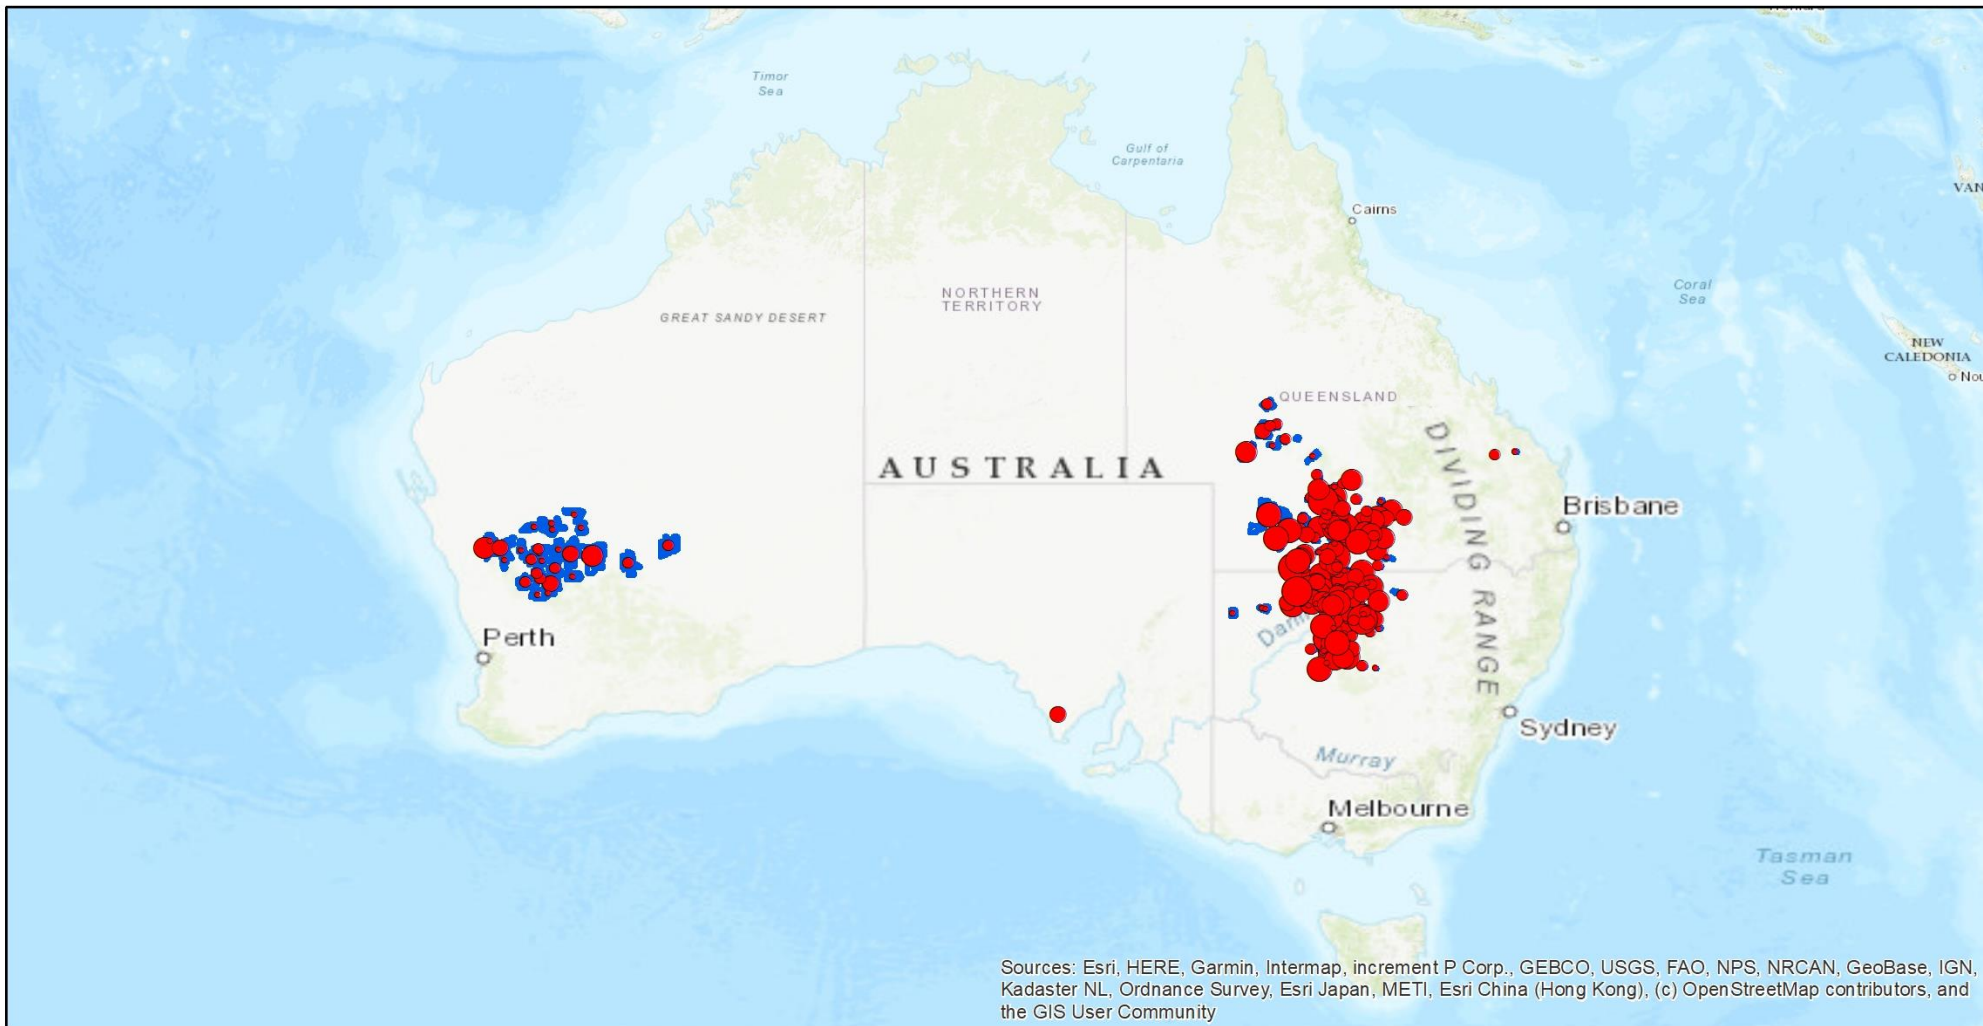 Timor
Sea
Gulf of
Carpentaria
Cairns
VAN
Coral
Sea
NORTHERN
TERRITORY
GREAT SANDY DESERT
NEW
CALEDONIA
Nou
QUEENSLAND
DIVIDING RANGE
AUSTRALIA
Brisbane
Perth
Darling
Sydney
Murray
Melbourne
Tasman
Sea
Sources: Esri, HERE, Garmin, Intermap, increment P Corp., GEBCO, USGS, FAO, NPS, NRCAN, GeoBase, IGN,
Kadaster NL, Ordnance Survey, Esri Japan, METI, Esri China (Hong Kong), (c) OpenStreetMap contributors, and
the GIS User Community